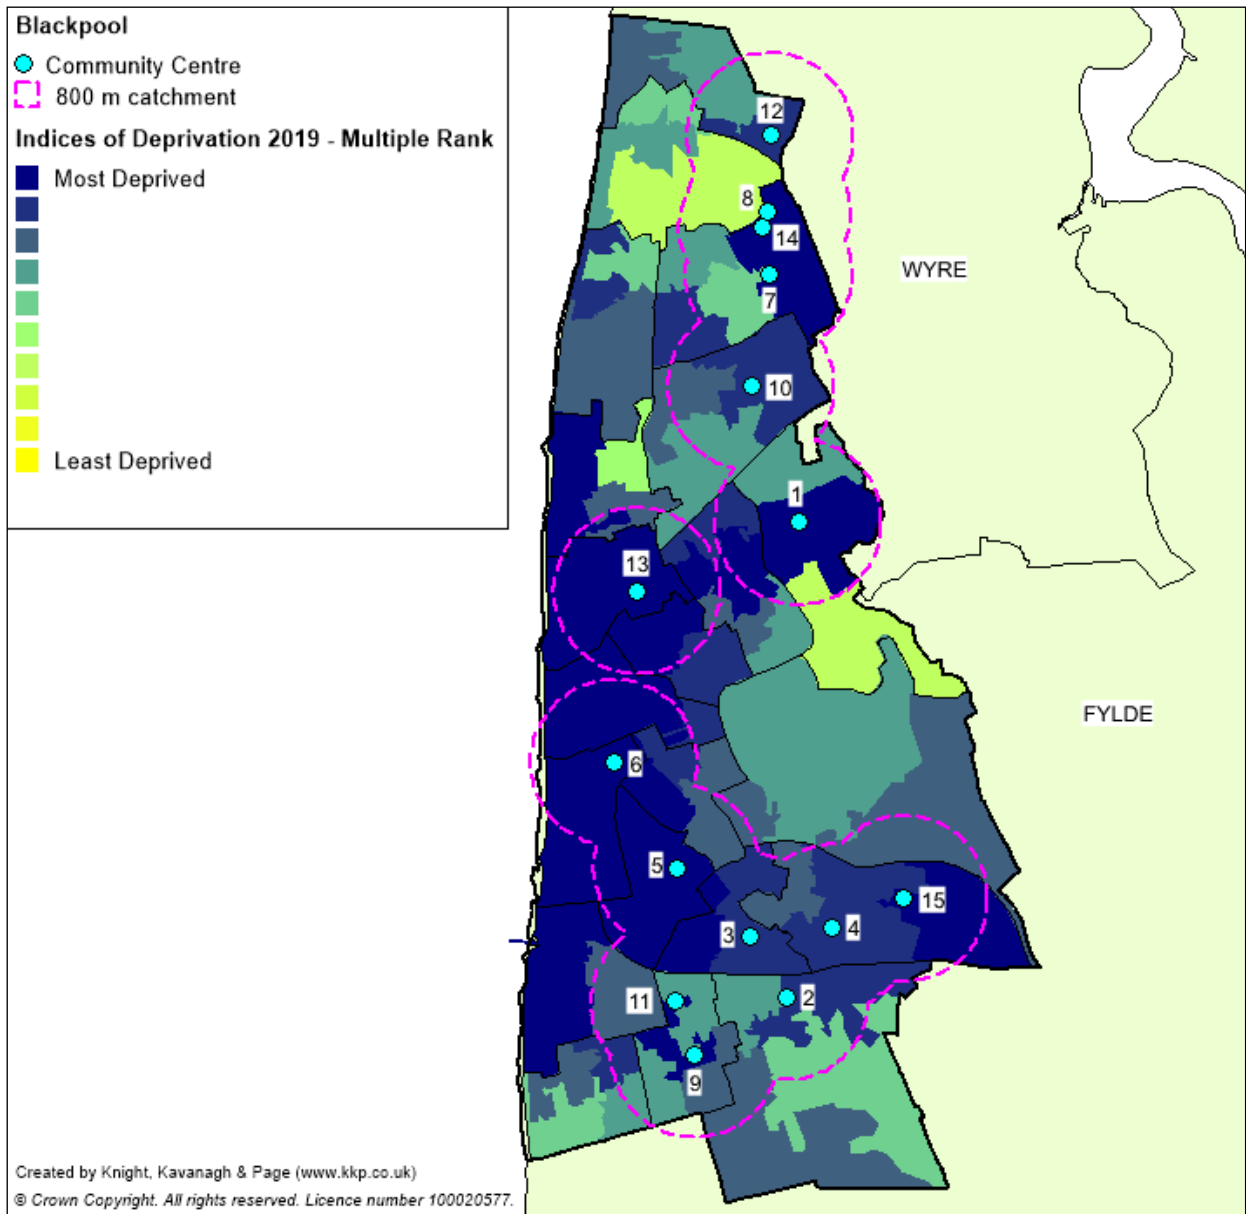 Blackpool
Community Centre
800 m catchment
Indices of Deprivation 2019 - Multiple Rank
Most Deprived
Least Deprived
12
8
14
WYRE
7
10
1
13
FYLDE
6
5
15
3
4
11
2
9
Created by Knight, Kavanagh & Page (www.kkp.co.uk)
© Crown Copyright. All rights reserved. Licence number 100020577.